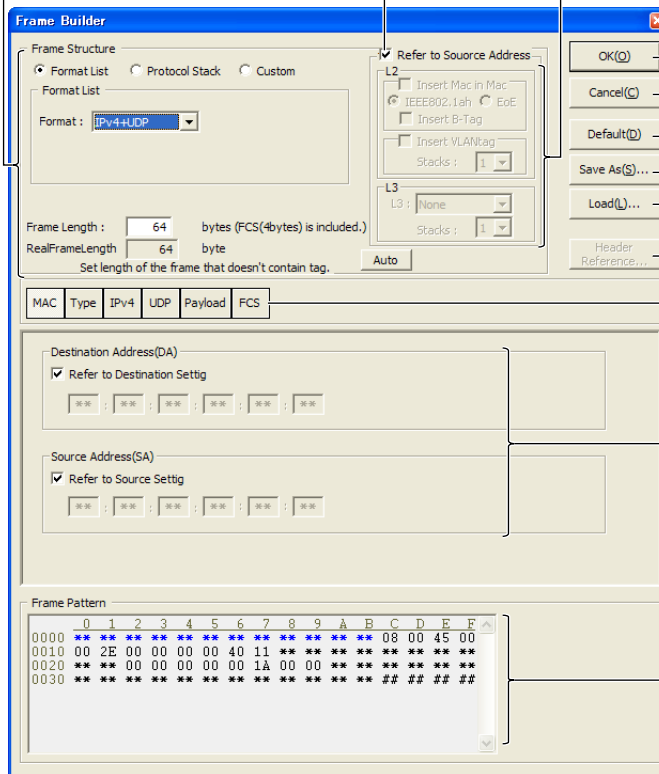 Frame Builder
Frame Structure
Format List Protocol Stack Custom
Format List
Format : IPv4+UDP
Frame Length : 64 bytes (FCS(4bytes) is included.)
RealFrameLength 64 byte
Set length of the frame that doesn't contain tag.
Refer to Souorce Address
L2
Insert Mac in Mac
IEEE802.1ah EoE
Insert B-Tag
Insert VLANtag
Stacks : 1
L3
L3 : None
Stacks : 1
Auto
OK(O)
Cancel(C)
Default(D)
Save As(S)...
Load(L)...
Header
Reference...
MAC Type IPv4 UDP Payload FCS
Destination Address(DA)
Refer to Destination Settig
** : ** : ** : ** : ** : **
Source Address(SA)
Refer to Source Settig
** : ** : ** : ** : ** : **
Frame Pattern
0 1 2 3 4 5 6 7 8 9 A B C D E F
0000 ** ** ** ** ** ** ** ** ** ** ** ** 08 00 45 00
0010 00 2E 00 00 00 00 40 11 ** ** ** ** ** ** ** **
0020 ** ** 00 00 00 00 00 1A 00 00 ** ** ** ** ** **
0030 ** ** ** ** ** ** ** ** ** ** ** ** ## ## ## ##